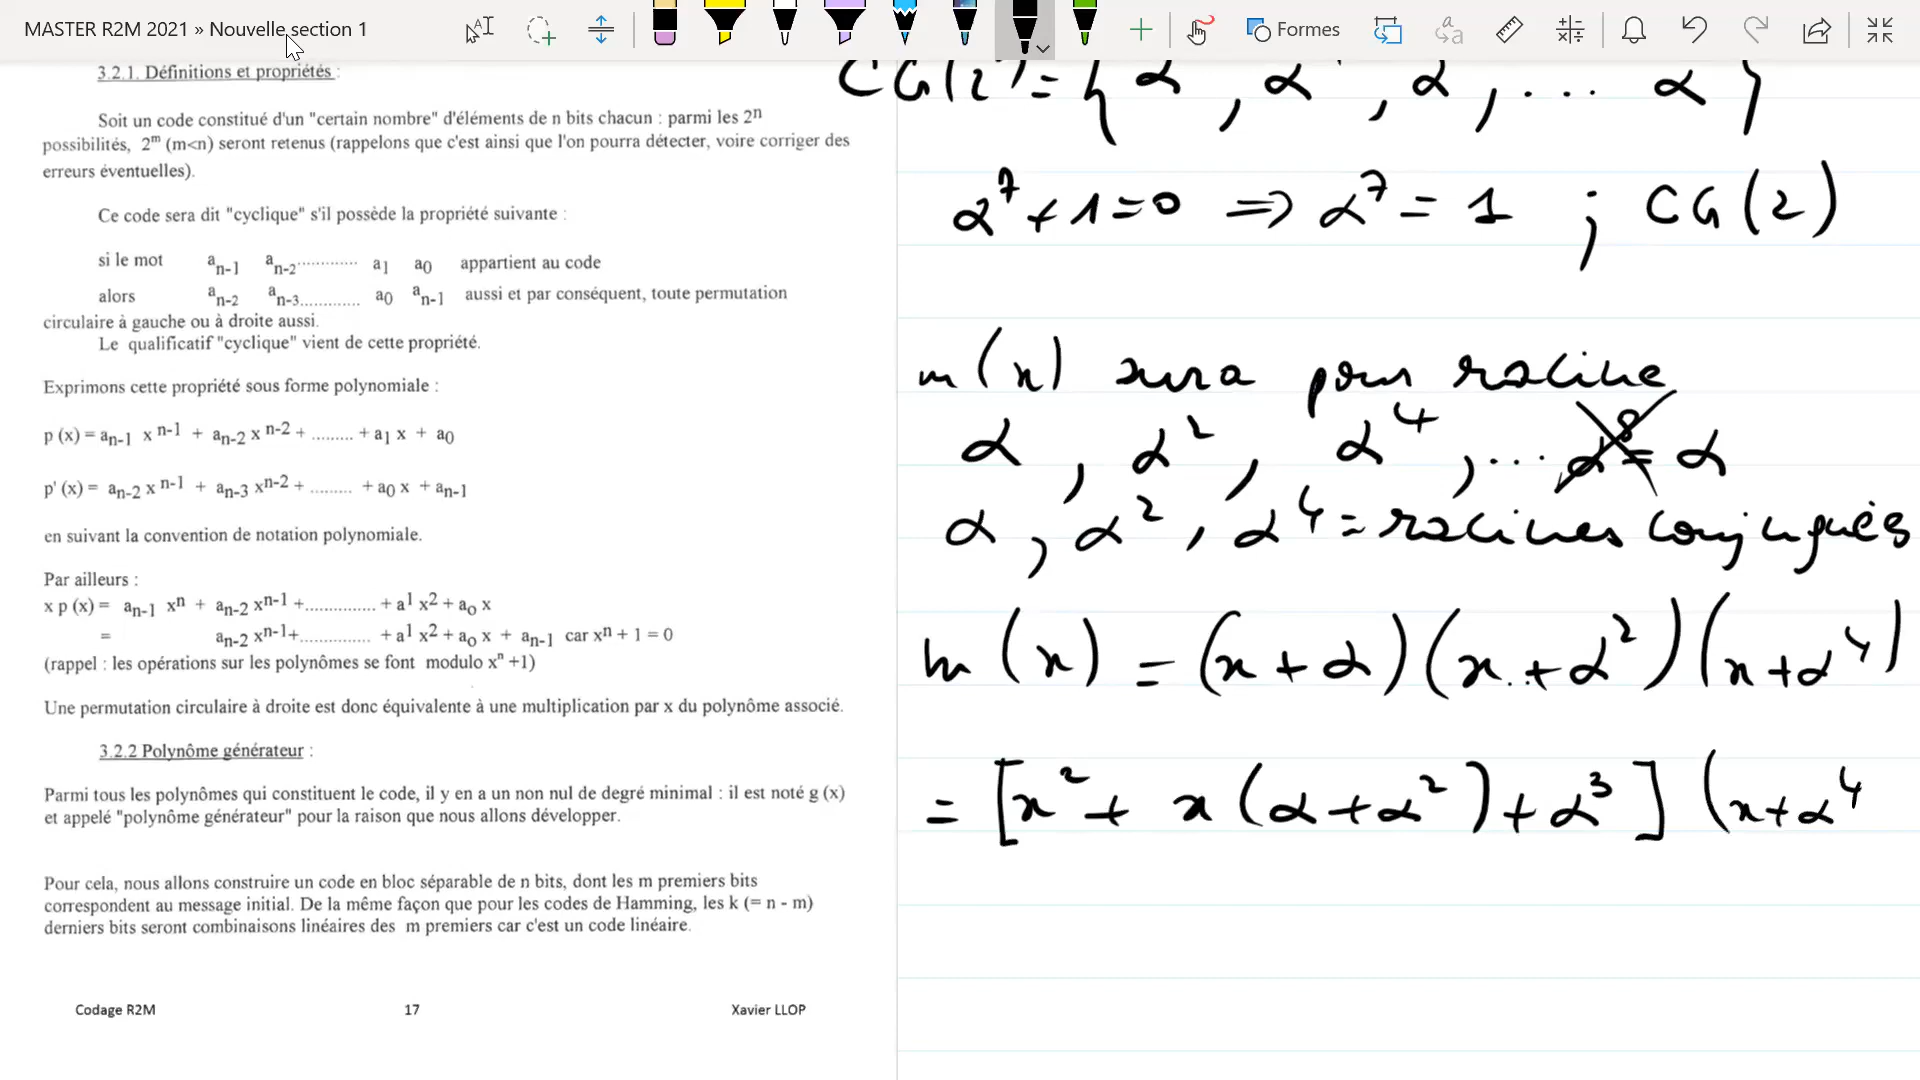 MASTER R2M 2021 » Nouvelle section 1
Formes
3.2.1. Définitions et propriétés :
Soit un code constitué d'un "certain nombre" d'éléments de n bits chacun : parmi les 2ⁿ
possibilités, 2ᵐ (m<n) seront retenus (rappelons que c'est ainsi que l'on pourra détecter, voire corriger des
erreurs éventuelles).
Ce code sera dit "cyclique" s'il possède la propriété suivante :
si le mot aₙ₋₁ aₙ₋₂............ a₁ a₀ appartient au code
alors aₙ₋₂ aₙ₋₃............ a₀ aₙ₋₁ aussi et par conséquent, toute permutation
circulaire à gauche ou à droite aussi.
Le qualificatif "cyclique" vient de cette propriété.
Exprimons cette propriété sous forme polynomiale :
p (x) = aₙ₋₁ xⁿ⁻¹ + aₙ₋₂ xⁿ⁻² + ......... + a₁ x + a₀
p' (x) = aₙ₋₂ xⁿ⁻¹ + aₙ₋₃ xⁿ⁻² + ......... + a₀ x + aₙ₋₁
en suivant la convention de notation polynomiale.
Par ailleurs :
x p (x) = aₙ₋₁ xⁿ + aₙ₋₂ xⁿ⁻¹ +............... + a¹ x² + a₀ x
= aₙ₋₂ xⁿ⁻¹+............... + a¹ x² + a₀ x + aₙ₋₁ car xⁿ + 1 = 0
(rappel : les opérations sur les polynômes se font modulo xⁿ +1)
Une permutation circulaire à droite est donc équivalente à une multiplication par x du polynôme associé.
3.2.2 Polynôme générateur :
Parmi tous les polynômes qui constituent le code, il y en a un non nul de degré minimal : il est noté g (x)
et appelé "polynôme générateur" pour la raison que nous allons développer.
Pour cela, nous allons construire un code en bloc séparable de n bits, dont les m premiers bits
correspondent au message initial. De la même façon que pour les codes de Hamming, les k (= n - m)
derniers bits seront combinaisons linéaires des m premiers car c'est un code linéaire.
Codage R2M 17 Xavier LLOP
α⁷ + 1 = 0 => α⁷ = 1 ; CG(2)
m(x) aura pour racine
α , α² , α⁴ , ... α⁸ = α
α , α² , α⁴ = racines conjugués
m(x) = (x + α)(x + α²)(x + α⁴)
= [x² + x(α + α²) + α³] (x + α⁴